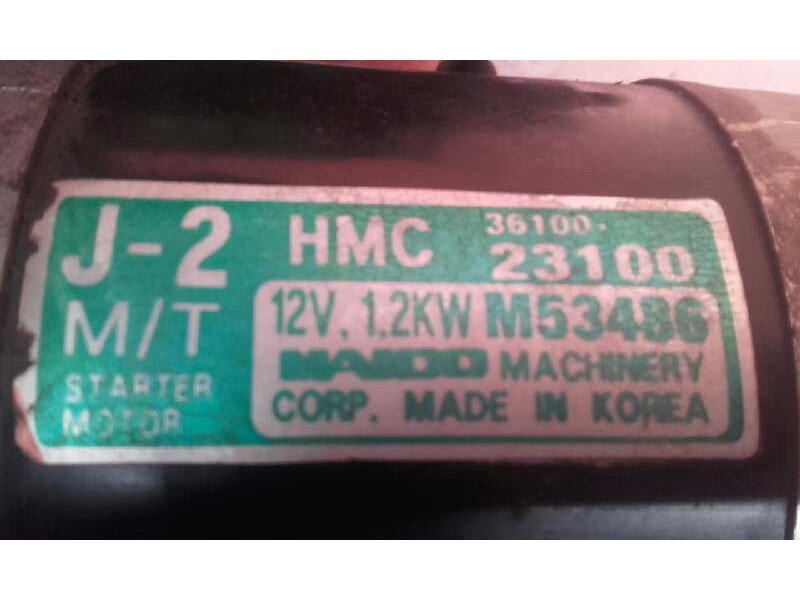 J-2 HMC 36100-
23100
M/T
12V, 1.2KW M53486
MANDO MACHINERY
STARTER
MOTOR
CORP. MADE IN KOREA